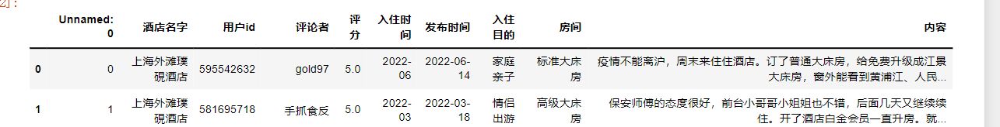 2]:
Unnamed: 0 酒店名字 用户id 评论者 评分 入住时间 发布时间 入住目的 房间 内容
0 0 上海外滩璞硯酒店 595542632 gold97 5.0 2022-06 2022-06-14 家庭亲子 标准大床房 疫情不能离沪，周末来住住酒店。订了普通大床房，给免费升级成江景大床房，窗外能看到黄浦江、人民...
1 1 上海外滩璞硯酒店 581695718 手抓食反 5.0 2022-03 2022-03-18 情侣出游 高级大床房 保安师傅的态度很好，前台小哥哥小姐姐也不错，后面几天又继续续住。开了酒店白金会员一直升房。就...